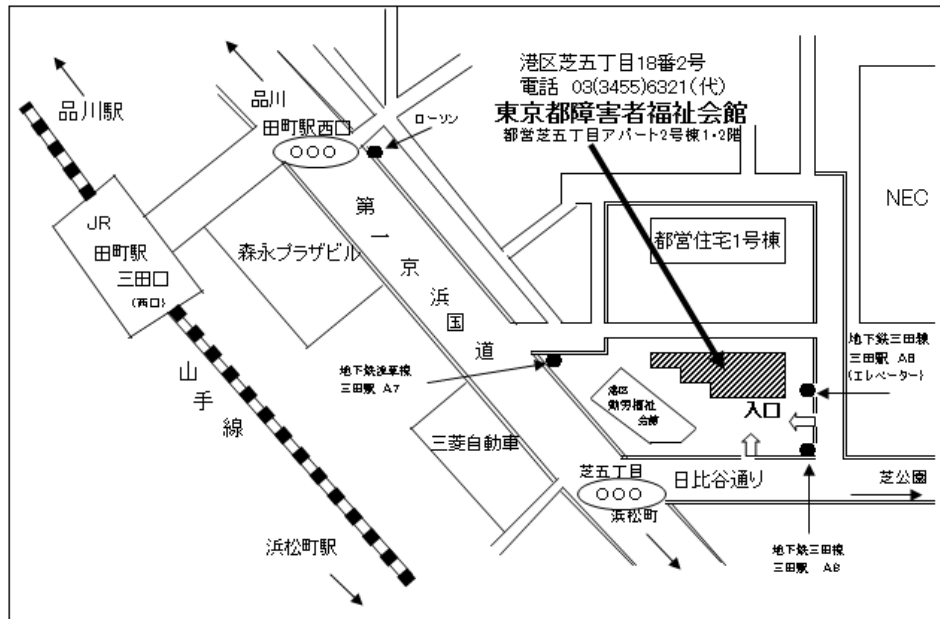 港区芝五丁目18番2号
電話 03(3455)6321(代)
東京都障害者福祉会館
都営芝五丁目アパート2号棟1・2階
品川駅
品川
田町駅西口
ローソン
JR
田町駅
三田口
(西口)
森永プラザビル
第一京浜国道
都営住宅1号棟
NEC
山手線
地下鉄浅草線
三田駅 A7
地下鉄三田線
三田駅 A8
(エレベーター)
港区
勤労福祉
会館
入口
三菱自動車
芝五丁目
浜松町
日比谷通り
芝公園
浜松町駅
地下鉄三田線
三田駅